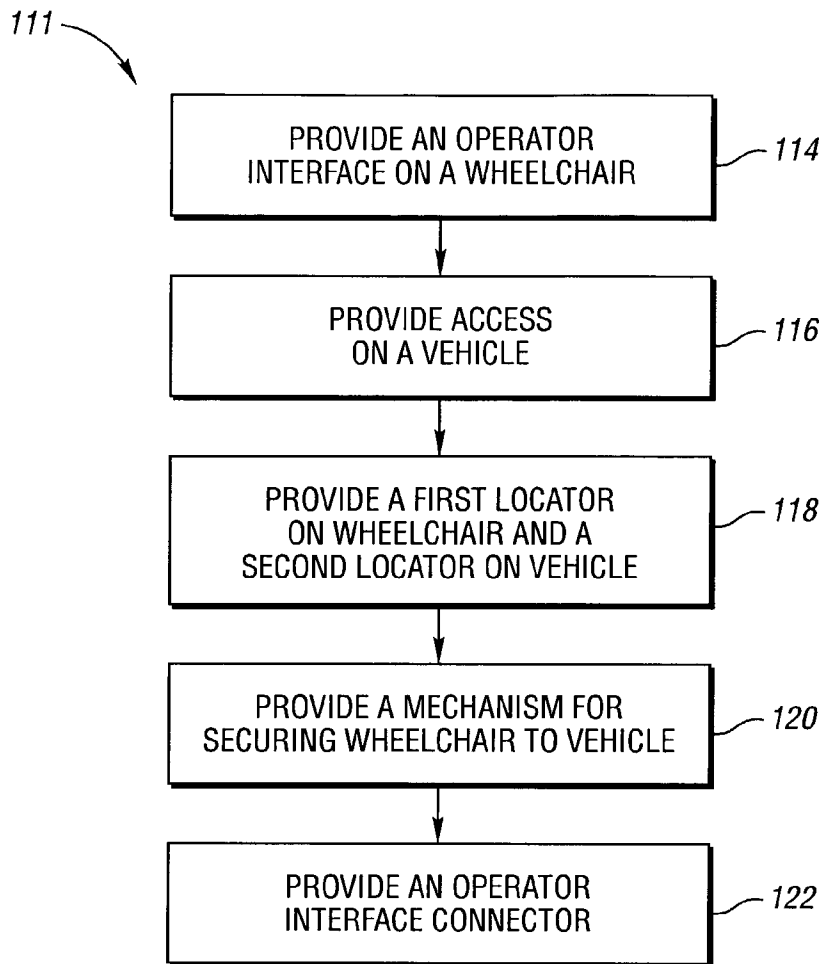 111
PROVIDE AN OPERATOR
INTERFACE ON A WHEELCHAIR
114
PROVIDE ACCESS
ON A VEHICLE
116
PROVIDE A FIRST LOCATOR
ON WHEELCHAIR AND A
SECOND LOCATOR ON VEHICLE
118
PROVIDE A MECHANISM FOR
SECURING WHEELCHAIR TO VEHICLE
120
PROVIDE AN OPERATOR
INTERFACE CONNECTOR
122